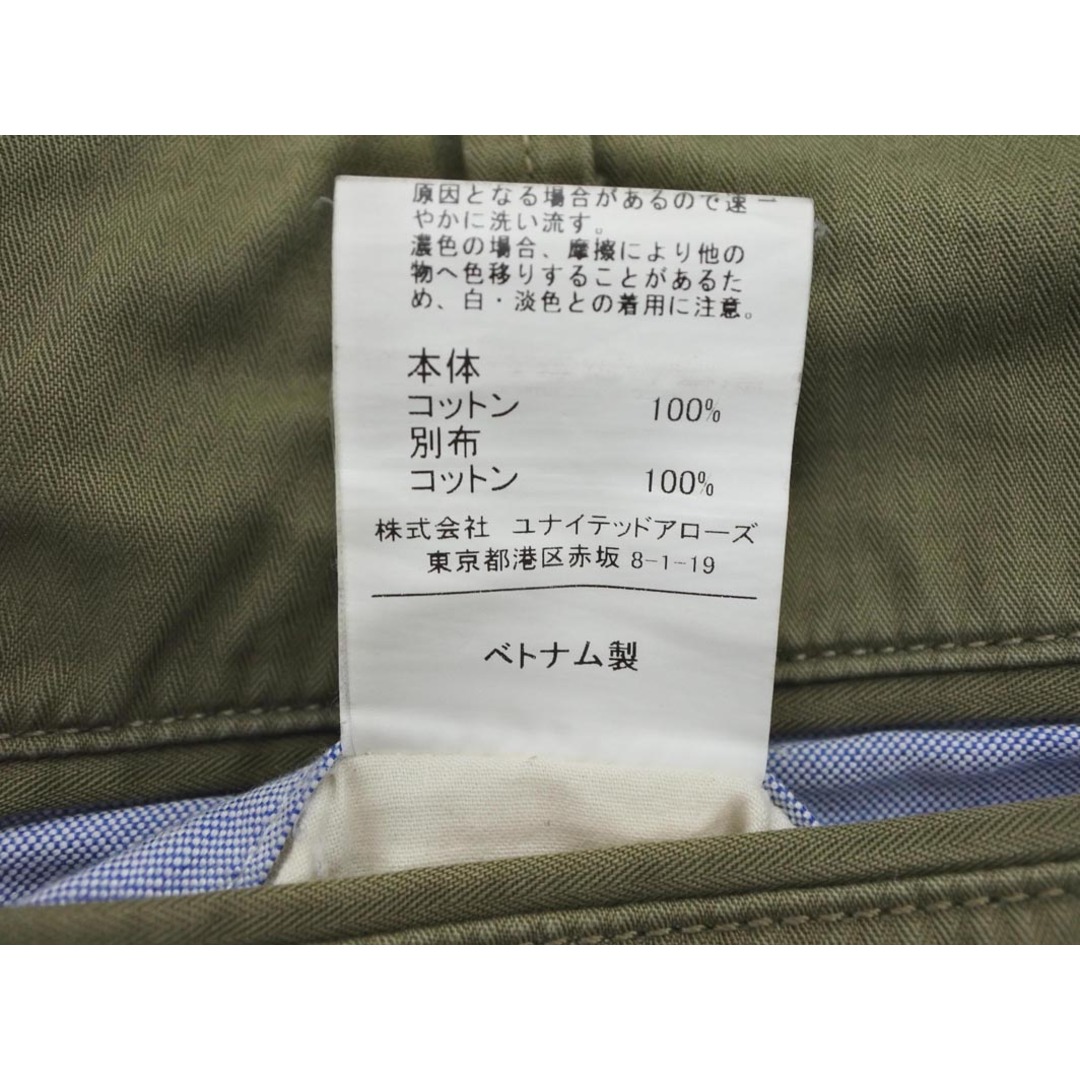 原因となる場合があるので速
やかに洗い流す。
濃色の場合、摩擦により他の
物へ色移りすることがあるた
め、白・淡色との着用に注意。
本体
コットン 100%
別布
コットン 100%
株式会社 ユナイテッドアローズ
東京都港区赤坂 8-1-19
ベトナム製